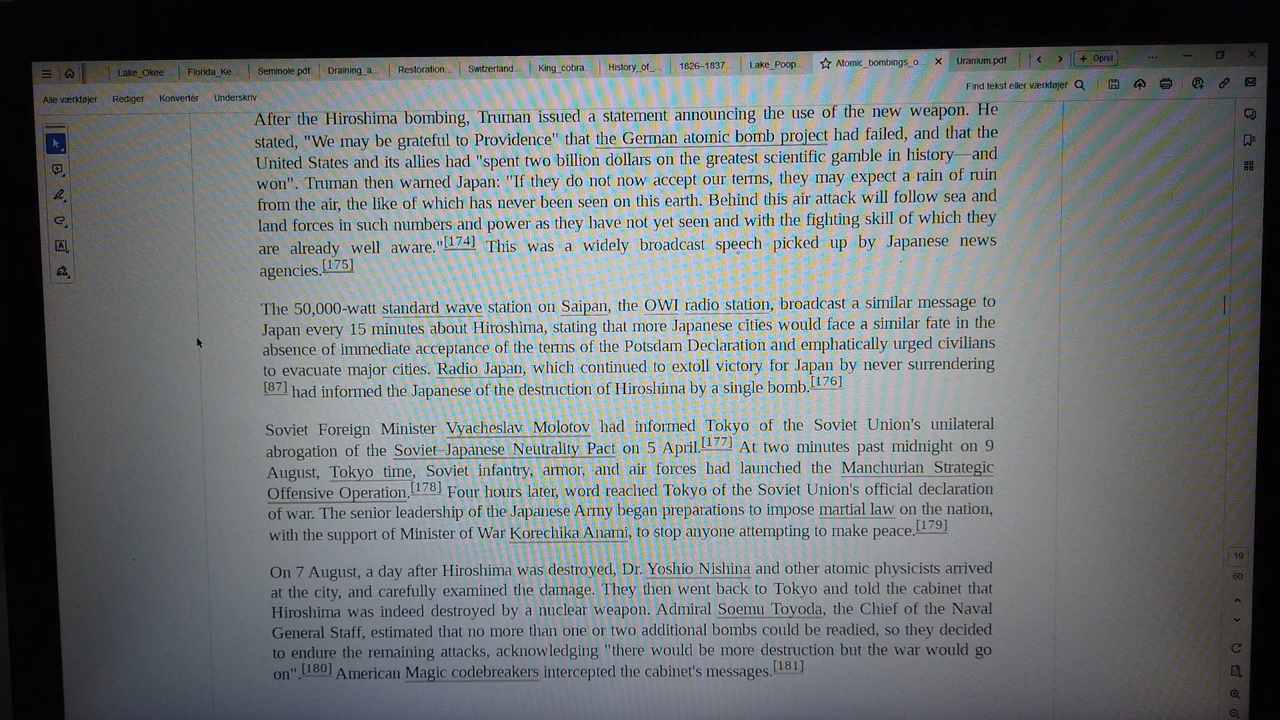 Lake_Okee...
Florida_Ke...
Semmole.pdf
Draining_a...
Restoration...
Switzerland...
King_cobra...
History_of_...
1826–1837...
Lake_Poop...
Atomic_bombings_o...
Uranium.pdf
+ Opret
Alle værktøjer Rediger Konvertér Underskriv
Find tekst eller værktøjer
After the Hiroshima bombing, Truman issued a statement announcing the use of the new weapon. He
stated, "We may be grateful to Providence" that the German atomic bomb project had failed, and that the
United States and its allies had "spent two billion dollars on the greatest scientific gamble in history—and
won". Truman then warned Japan: "If they do not now accept our terms, they may expect a rain of ruin
from the air, the like of which has never been seen on this earth. Behind this air attack will follow sea and
land forces in such numbers and power as they have not yet seen and with the fighting skill of which they
are already well aware."[174] This was a widely broadcast speech picked up by Japanese news
agencies.[175]
The 50,000-watt standard wave station on Saipan, the OWI radio station, broadcast a similar message to
Japan every 15 minutes about Hiroshima, stating that more Japanese cities would face a similar fate in the
absence of immediate acceptance of the terms of the Potsdam Declaration and emphatically urged civilians
to evacuate major cities. Radio Japan, which continued to extoll victory for Japan by never surrendering
[87] had informed the Japanese of the destruction of Hiroshima by a single bomb.[176]
Soviet Foreign Minister Vyacheslav Molotov had informed Tokyo of the Soviet Union's unilateral
abrogation of the Soviet–Japanese Neutrality Pact on 5 April.[177] At two minutes past midnight on 9
August, Tokyo time, Soviet infantry, armor, and air forces had launched the Manchurian Strategic
Offensive Operation.[178] Four hours later, word reached Tokyo of the Soviet Union's official declaration
of war. The senior leadership of the Japanese Army began preparations to impose martial law on the nation,
with the support of Minister of War Korechika Anami, to stop anyone attempting to make peace.[179]
On 7 August, a day after Hiroshima was destroyed, Dr. Yoshio Nishina and other atomic physicists arrived
at the city, and carefully examined the damage. They then went back to Tokyo and told the cabinet that
Hiroshima was indeed destroyed by a nuclear weapon. Admiral Soemu Toyoda, the Chief of the Naval
General Staff, estimated that no more than one or two additional bombs could be readied, so they decided
to endure the remaining attacks, acknowledging "there would be more destruction but the war would go
on".[180] American Magic codebreakers intercepted the cabinet's messages.[181]
19
60